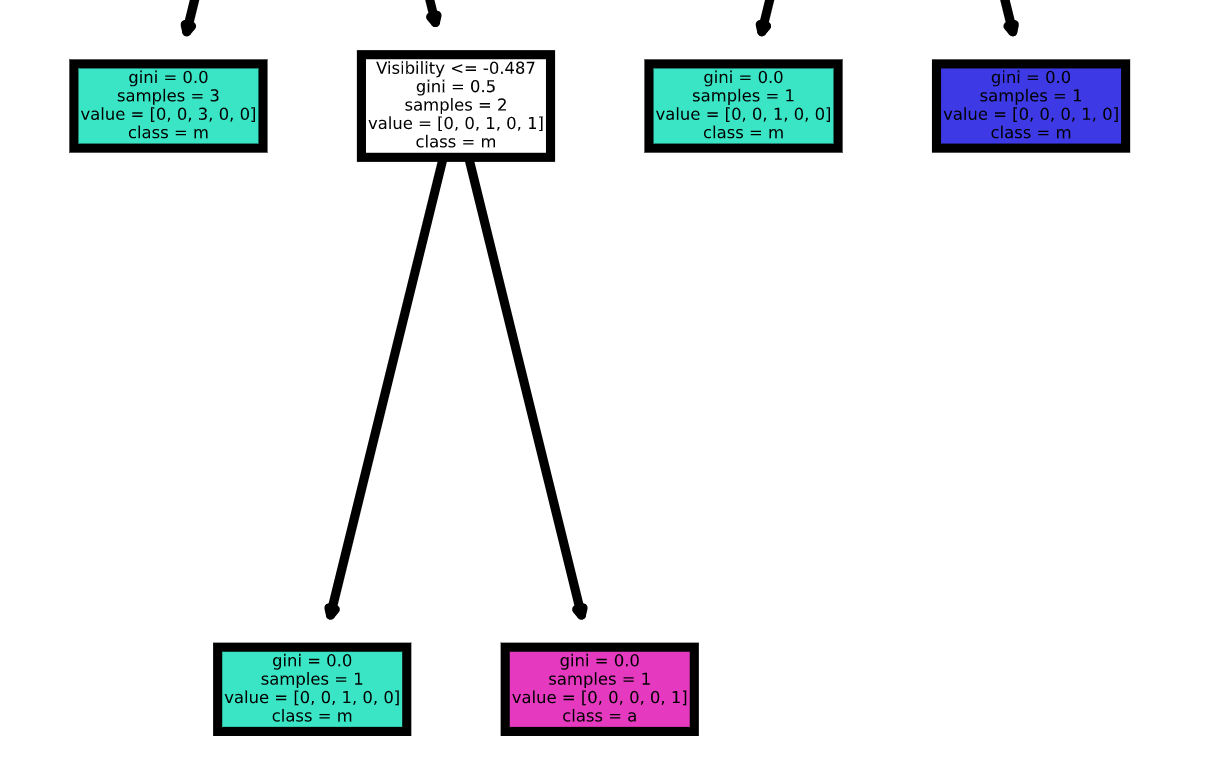 gini = 0.0
samples = 3
value = [0, 0, 3, 0, 0]
class = m
Visibility <= -0.487
gini = 0.5
samples = 2
value = [0, 0, 1, 0, 1]
class = m
gini = 0.0
samples = 1
value = [0, 0, 1, 0, 0]
class = m
gini = 0.0
samples = 1
value = [0, 0, 0, 1, 0]
class = m
gini = 0.0
samples = 1
value = [0, 0, 1, 0, 0]
class = m
gini = 0.0
samples = 1
value = [0, 0, 0, 0, 1]
class = a